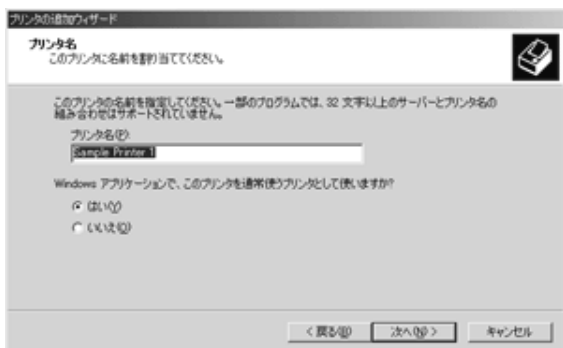 プリンタの追加ウィザード
プリンタ名
このプリンタに名前を割り当ててください。
このプリンタの名前を指定してください。一部のプログラムでは、32 文字以上のサーバーとプリンタ名の
組み合わせはサポートされていません。
プリンタ名(P):
Sample Printer 1
Windows アプリケーションで、このプリンタを通常使うプリンタとして使いますか?
はい(Y)
いいえ(O)
< 戻る(B)
次へ(N) >
キャンセル